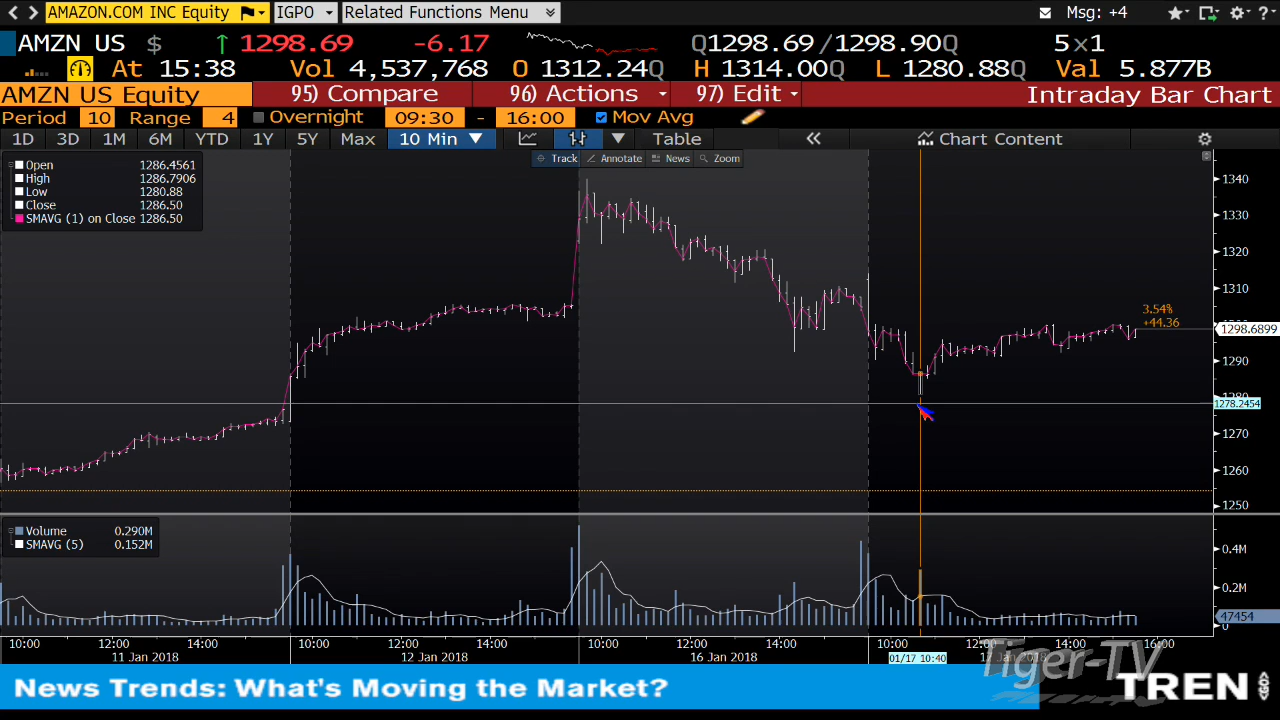 AMAZON.COM INC Equity IGPO Related Functions Menu Msg: +4 ?
AMZN US $ ↑ 1298.69 -6.17 Q1298.69/1298.90Q 5×1
At 15:38 Vol 4,537,768 O 1312.24Q H 1314.00Q L 1280.88Q Val 5.877B
AMZN US Equity 95) Compare 96) Actions 97) Edit Intraday Bar Chart
Period 10 Range 4 Overnight 09:30 - 16:00 Mov Avg
1D 3D 1M 6M YTD 1Y 5Y Max 10 Min Table « Chart Content
Track Annotate News Zoom
Open 1286.4561
High 1286.7906
Low 1280.88
Close 1286.50
SMAVG (1) on Close 1286.50
1340
1330
1320
1310
3.54%
+44.36
1298.6899
1290
1280
1278.2454
1270
1260
1250
Volume 0.290M
SMAVG (5) 0.152M
0.4M
0.2M
47454
0
10:00 12:00 14:00 10:00 12:00 14:00 10:00 12:00 14:00 10:00 12:00 14:00 16:00
11 Jan 2018 12 Jan 2018 16 Jan 2018 01/17 10:40 17 Jan 2018
Tiger-TV
News Trends: What's Moving the Market?
TREN